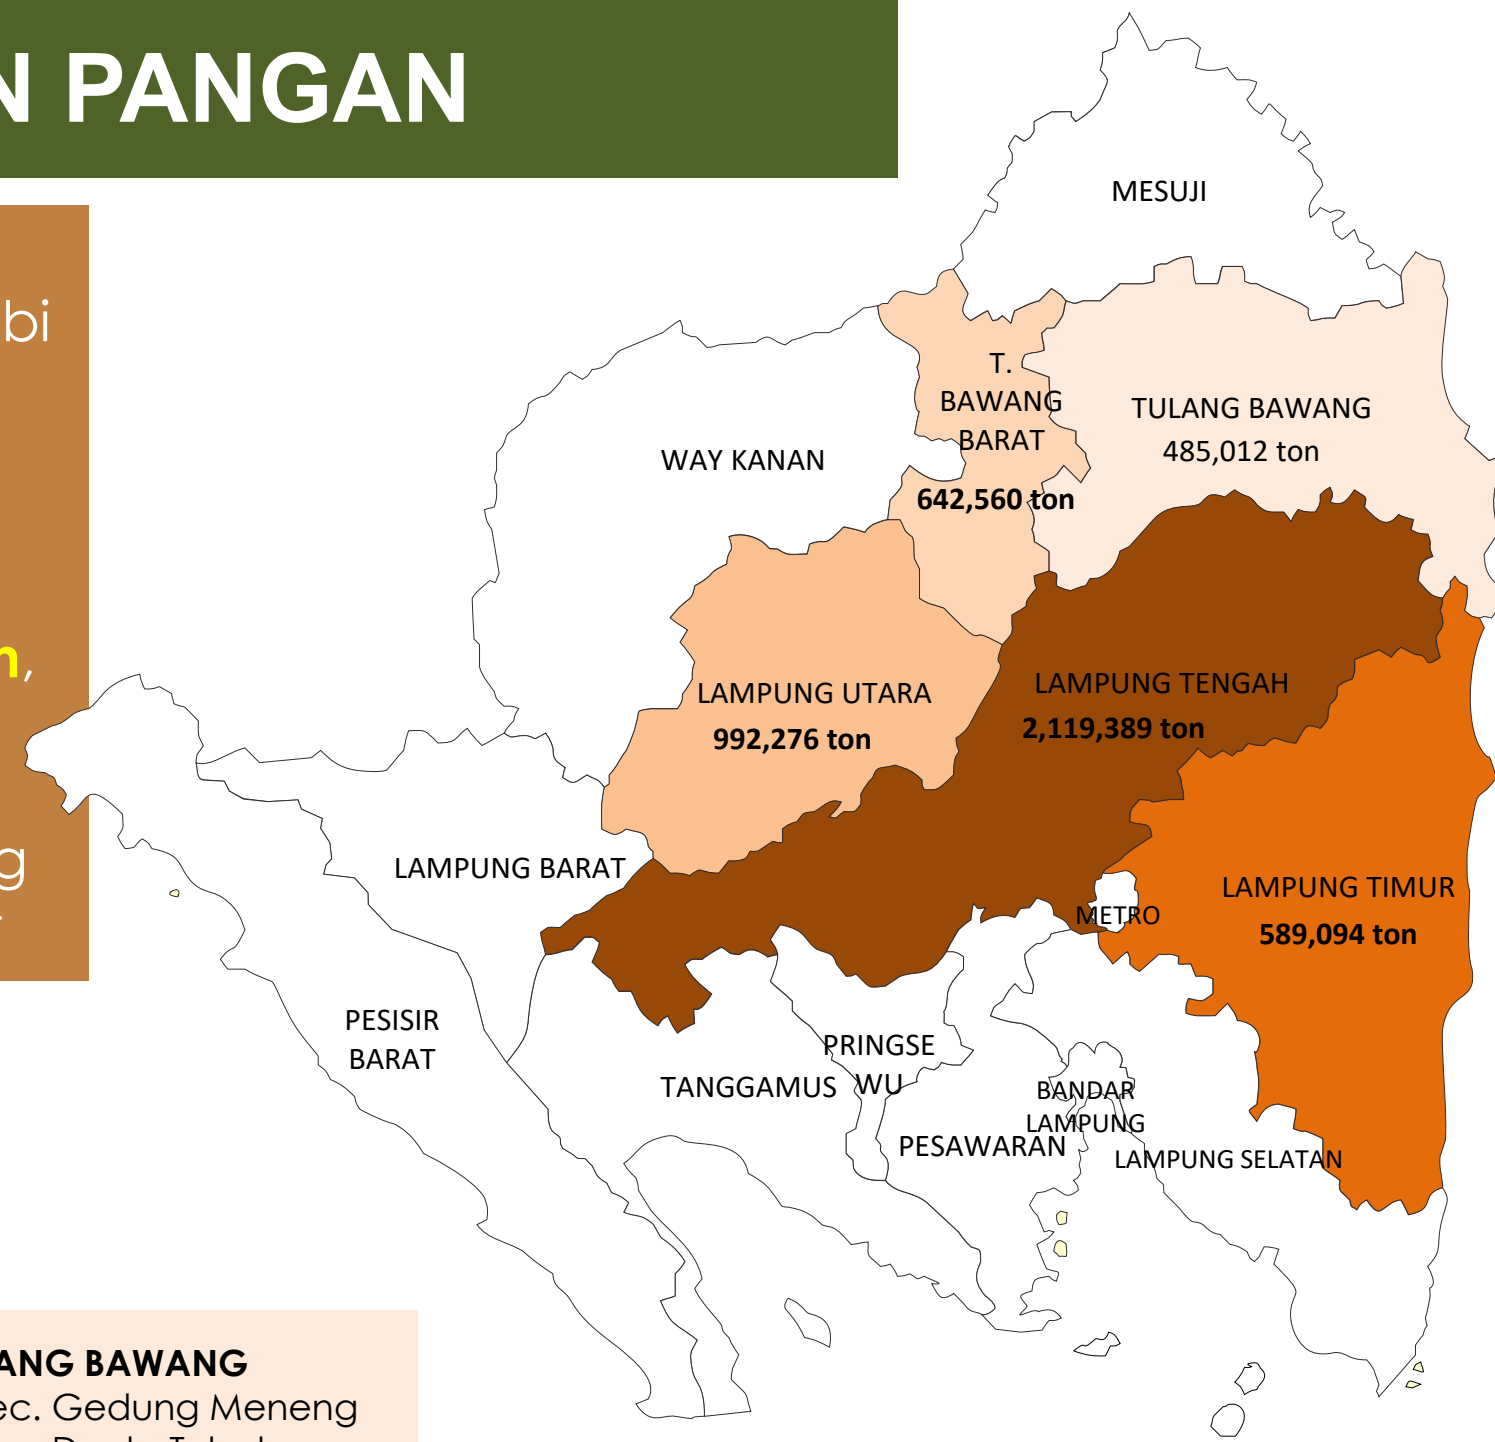 N PANGAN
bi
n,
g
MESUJI
T.
BAWANG
BARAT
642,560 ton
TULANG BAWANG
485,012 ton
WAY KANAN
LAMPUNG UTARA
992,276 ton
LAMPUNG TENGAH
2,119,389 ton
LAMPUNG BARAT
METRO
LAMPUNG TIMUR
589,094 ton
PESISIR
BARAT
PRINGSE
WU
TANGGAMUS
BANDAR
LAMPUNG
PESAWARAN
LAMPUNG SELATAN
ANG BAWANG
ec. Gedung Meneng